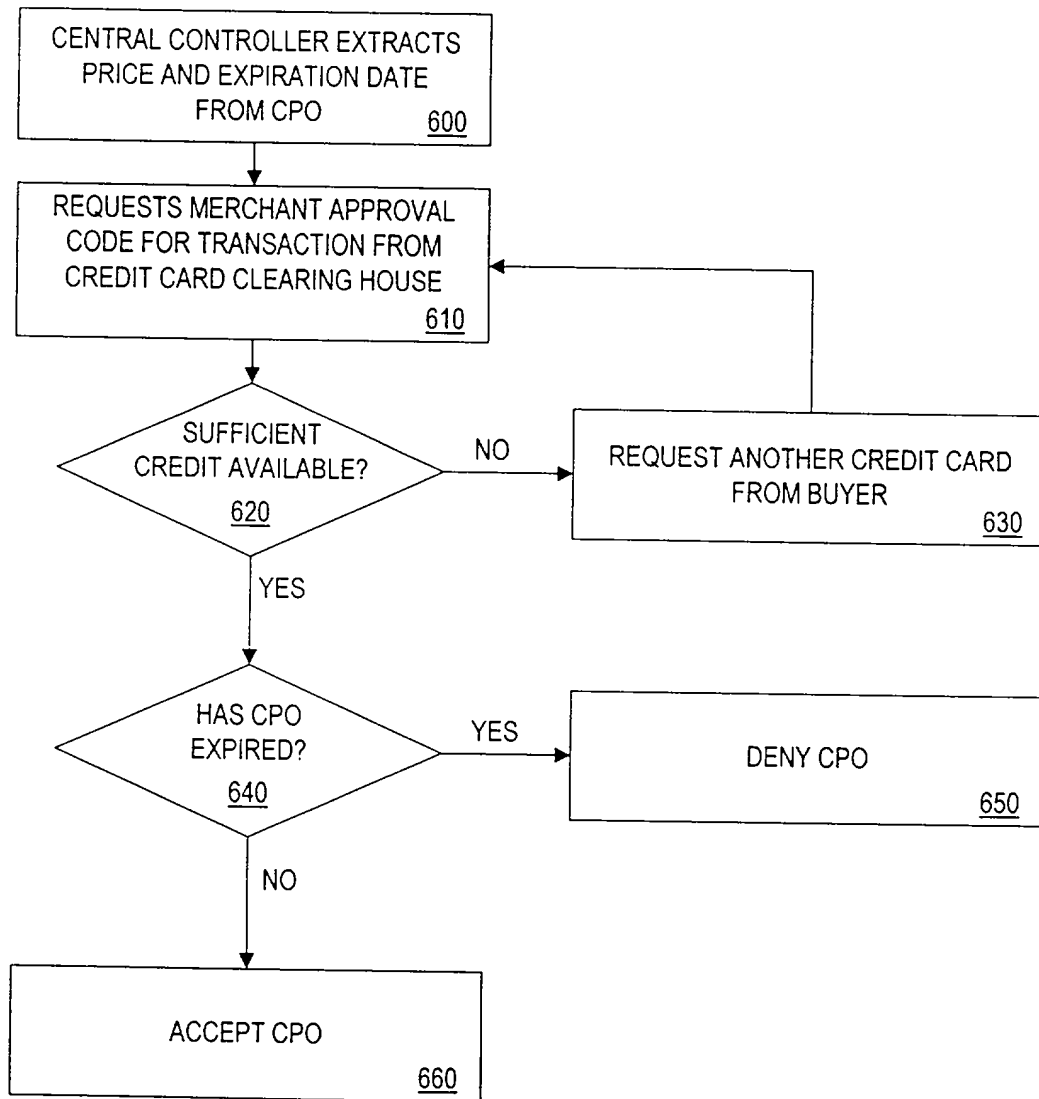 CENTRAL CONTROLLER EXTRACTS
PRICE AND EXPIRATION DATE
FROM CPO
600
REQUESTS MERCHANT APPROVAL
CODE FOR TRANSACTION FROM
CREDIT CARD CLEARING HOUSE
610
SUFFICIENT
CREDIT AVAILABLE?
620
NO
REQUEST ANOTHER CREDIT CARD
FROM BUYER
630
YES
HAS CPO
EXPIRED?
640
YES
DENY CPO
650
NO
ACCEPT CPO
660